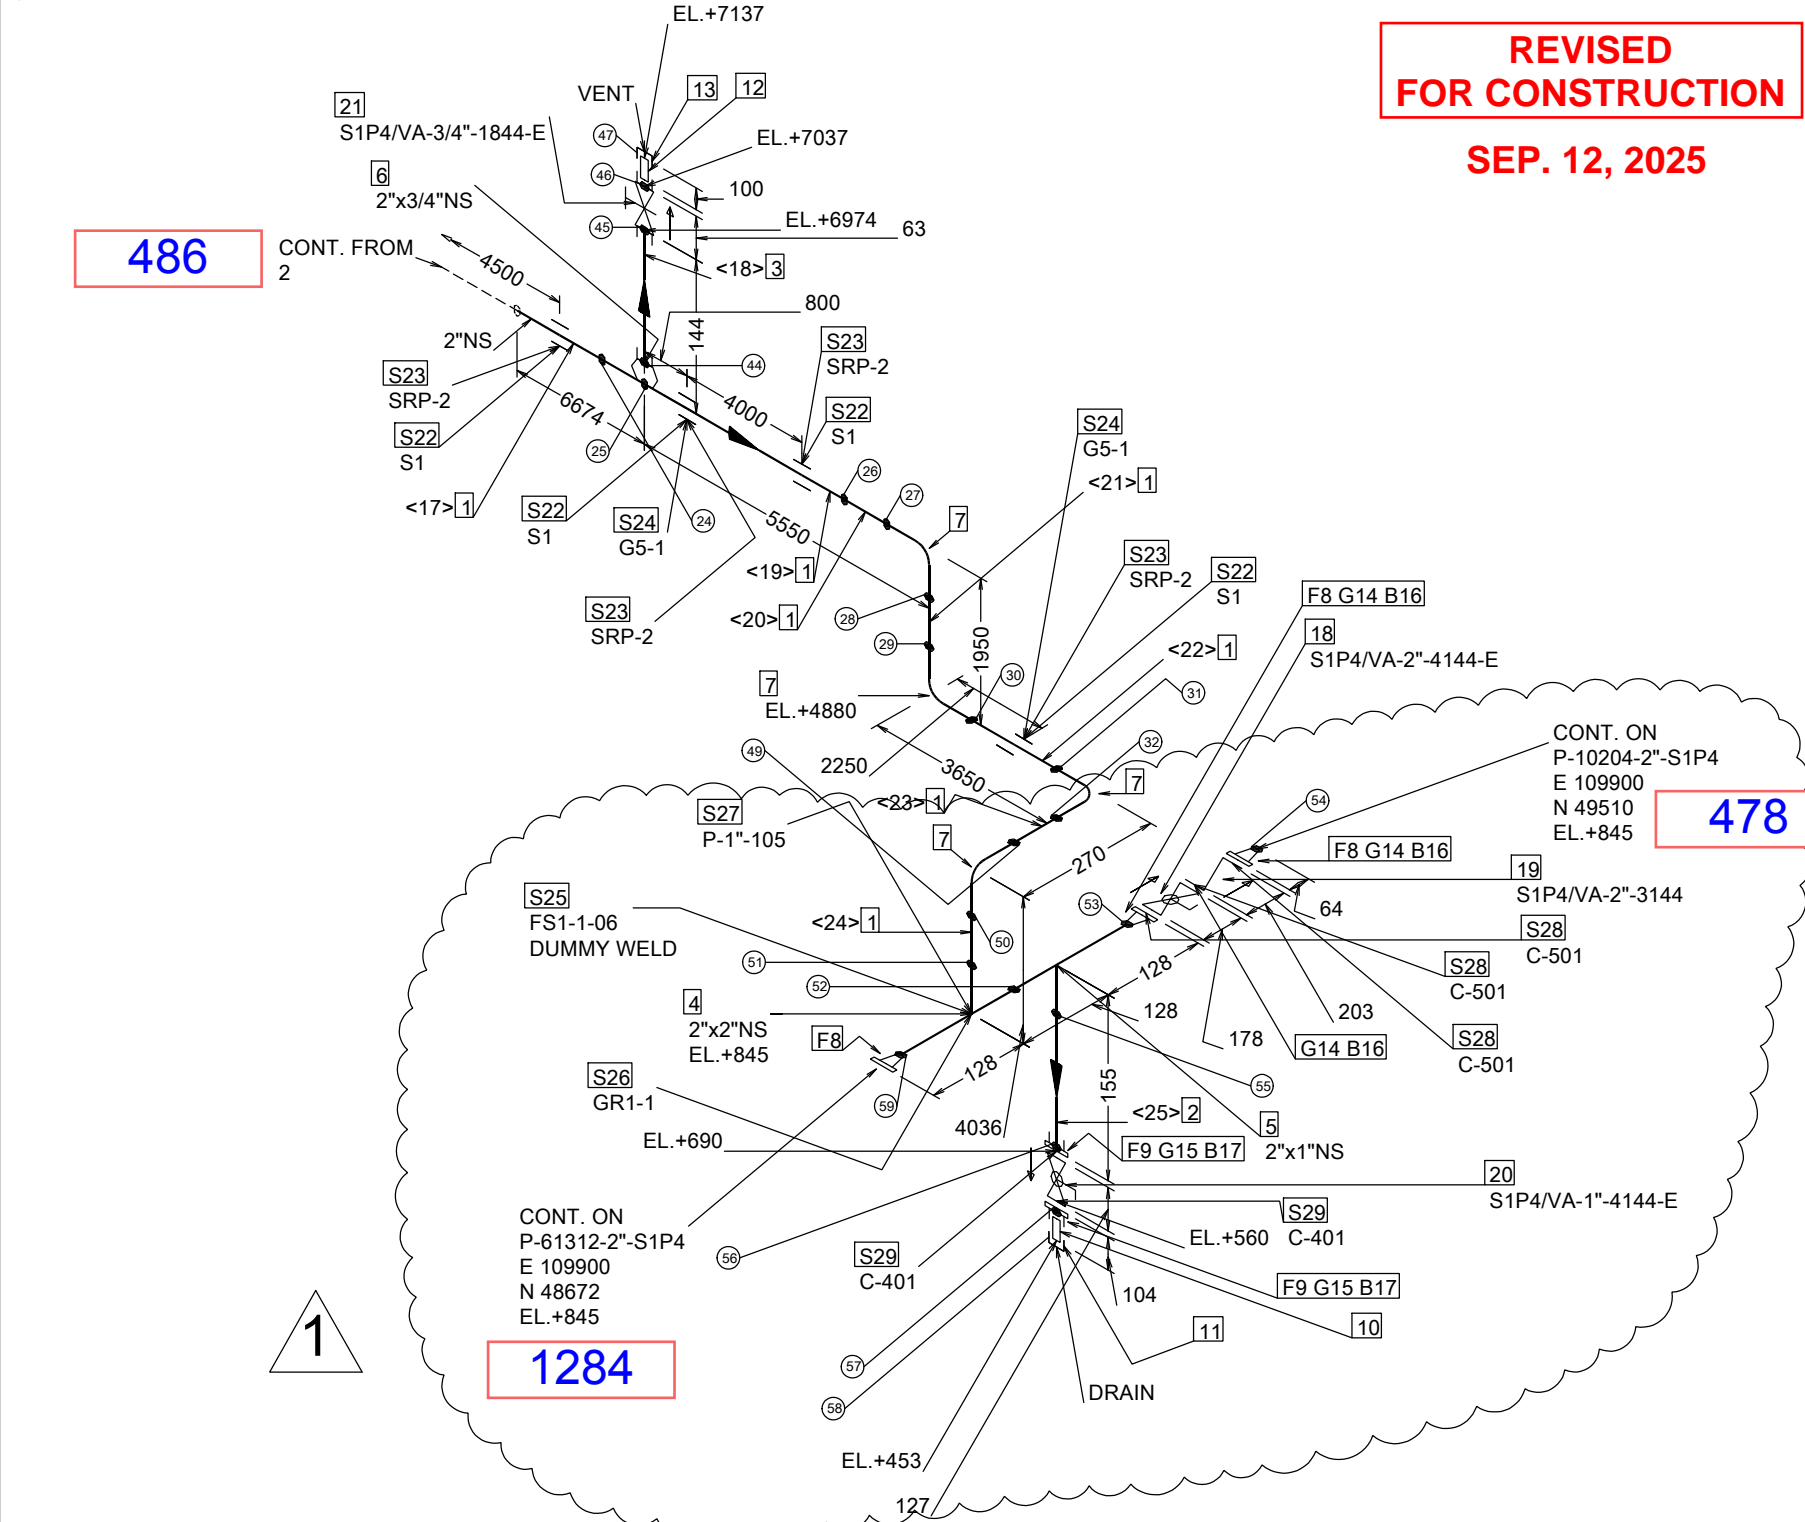 EL.+7137
REVISED
FOR CONSTRUCTION
SEP. 12, 2025
VENT
13
12
21
S1P4/VA-3/4"-1844-E
47
EL.+7037
46
100
6
2"x3/4"NS
45
EL.+6974
63
486
CONT. FROM
2
4500
<18>
3
800
144
2"NS
S23
SRP-2
44
S23
SRP-2
4000
6674
S22
S1
S22
S1
S24
G5-1
25
26
27
<21>
1
<17>
1
S22
S1
S24
G5-1
24
5550
7
<19>
1
S23
SRP-2
S22
S1
F8 G14 B16
S23
SRP-2
<20>
1
28
29
1950
18
S1P4/VA-2"-4144-E
<22>
1
7
EL.+4880
30
31
49
2250
3650
32
CONT. ON
P-10204-2"-S1P4
E 109900
N 49510
EL.+845
478
S27
P-1"-105
<23>
1
7
54
7
270
F8 G14 B16
19
S1P4/VA-2"-3144
S25
FS1-1-06
DUMMY WELD
<24>
1
50
53
64
S28
C-501
51
52
128
S28
C-501
4
2"x2"NS
EL.+845
F8
128
203
178
G14 B16
S28
C-501
S26
GR1-1
128
59
155
55
4036
<25>
2
5
2"x1"NS
EL.+690
F9 G15 B17
20
S1P4/VA-1"-4144-E
CONT. ON
P-61312-2"-S1P4
E 109900
N 48672
EL.+845
56
S29
C-401
EL.+560
S29
C-401
F9 G15 B17
104
1
11
10
1284
57
58
DRAIN
EL.+453
127